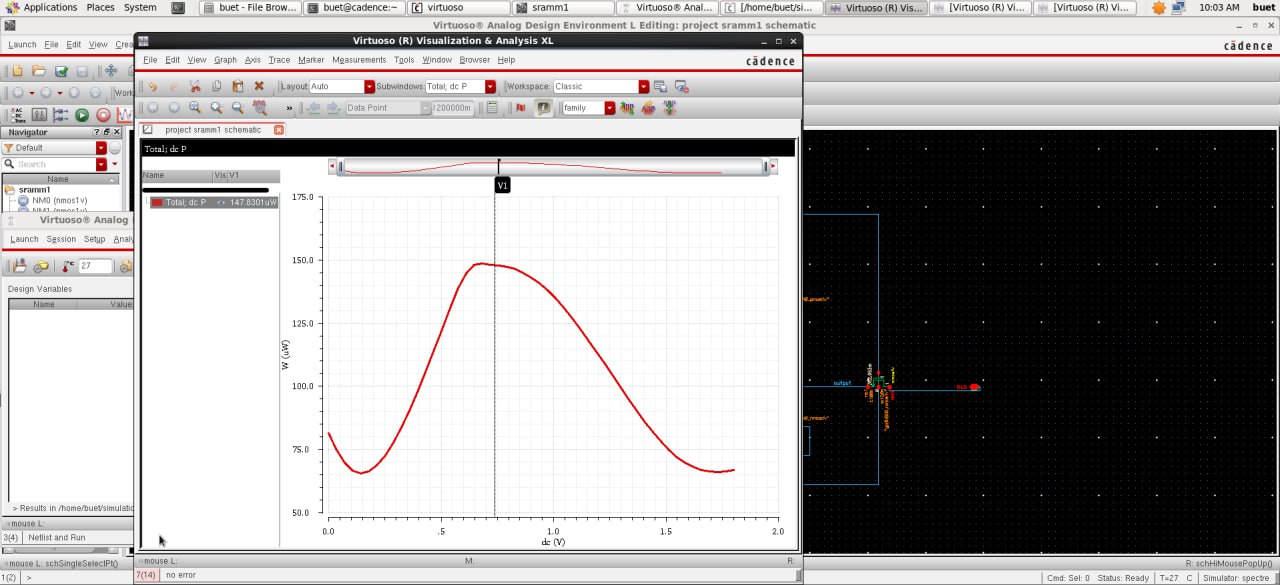 Applications Places System
buet - File Brow...
buet@cadence:~
virtuoso
sramm1
Virtuoso® Anal...
[/home/buet/si...
Virtuoso (R) Vis...
[Virtuoso (R) Vi...
[Virtuoso (R) Vi...
10:03 AM buet
Virtuoso® Analog Design Environment L Editing: project sramm1 schematic
Launch File Edit View Crea
cādence
Virtuoso (R) Visualization & Analysis XL
File Edit View Graph Axis Trace Marker Measurements Tools Window Browser Help
cādence
Layout: Auto Subwindows: Total; dc P Workspace: Classic
Data Point 1200000m family
Work
Navigator
Default
Search
Name
sramm1
NM0 (nmos1v)
NM1 (nmos1v)
project sramm1 schematic
Total; dc P
Name Vis V1
Total; dc P 147.8301uW
V1
175.0
150.0
125.0
100.0
75.0
50.0
W (uW)
0.0 .5 1.0 1.5 2.0
dc (V)
Virtuoso® Analog
Launch Session Setup Analy
27
Design Variables
Name Value
> Results in /home/buet/simulatio
mouse L:
3(4) Netlist and Run
mouse L: schSingleSelectPt()
1(2) >
mouse L: M: R:
7(14) no error
output
R: schHiMousePopUp()
Cmd: Sel: 0 Status: Ready T=27 C Simulator: spectre